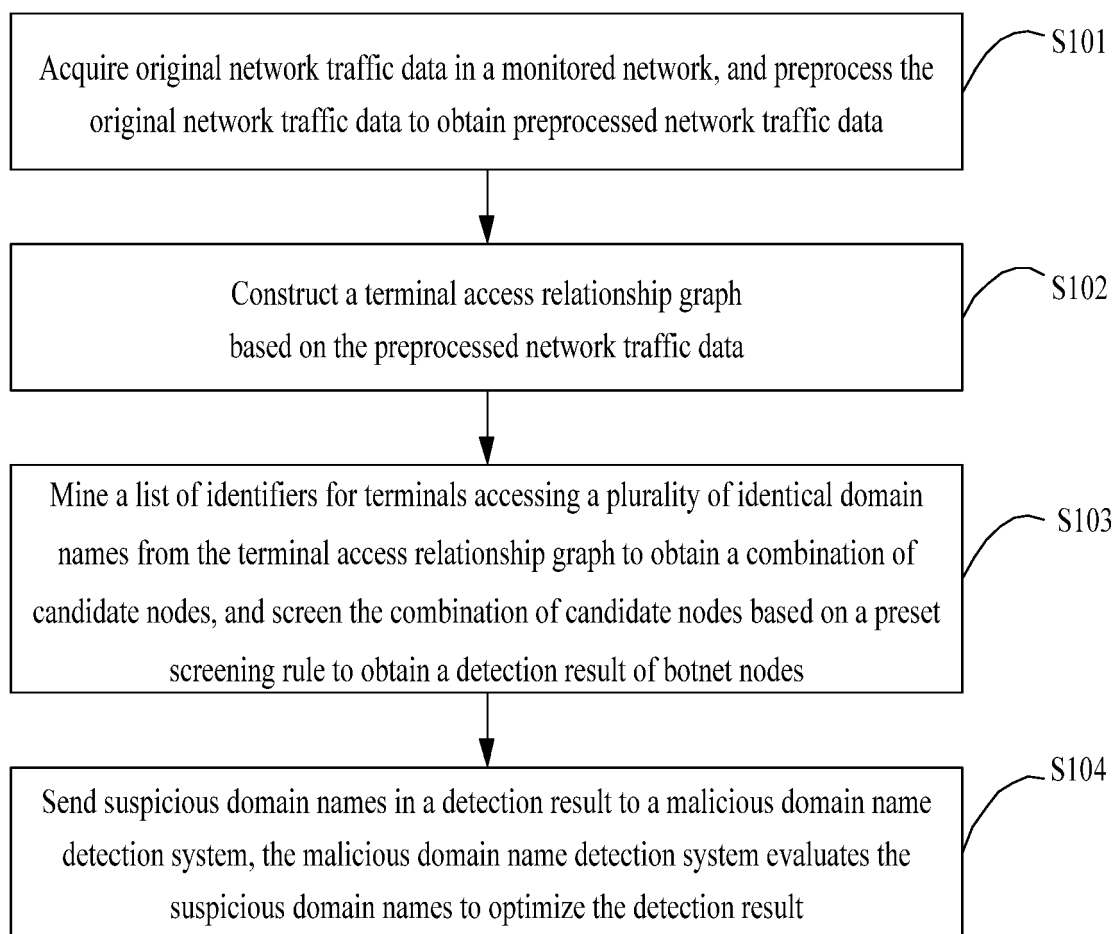 Acquire original network traffic data in a monitored network, and preprocess the
original network traffic data to obtain preprocessed network traffic data
S101
Construct a terminal access relationship graph
based on the preprocessed network traffic data
S102
Mine a list of identifiers for terminals accessing a plurality of identical domain
names from the terminal access relationship graph to obtain a combination of
candidate nodes, and screen the combination of candidate nodes based on a preset
screening rule to obtain a detection result of botnet nodes
S103
Send suspicious domain names in a detection result to a malicious domain name
detection system, the malicious domain name detection system evaluates the
suspicious domain names to optimize the detection result
S104